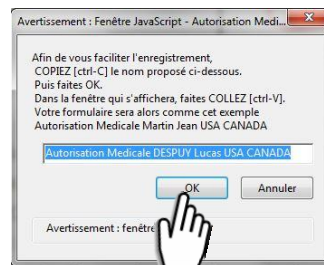 Avertissement : Fenêtre JavaScript - Autorisation Medi...
Afin de vous faciliter l'enregistrement,
COPIEZ [ctrl-C] le nom proposé ci-dessous.
Puis faites OK.
Dans la fenêtre qui s'affichera, faites COLLEZ [ctrl-V].
Votre formulaire sera alors comme cet exemple
Autorisation Medicale Martin Jean USA CANADA
Autorisation Medicale DESPUY Lucas USA CANADA
OK
Annuler
Avertissement : fenêtre